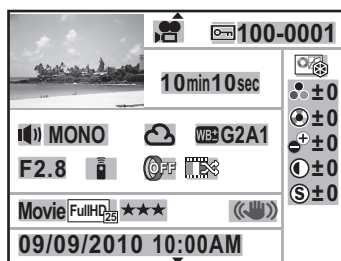 100-0001
10min10sec
±0
MONO WB± G2A1
±0
F2.8 OFF
±0
±0
Movie FullHD 25 ★★★
S ±0
09/09/2010 10:00AM